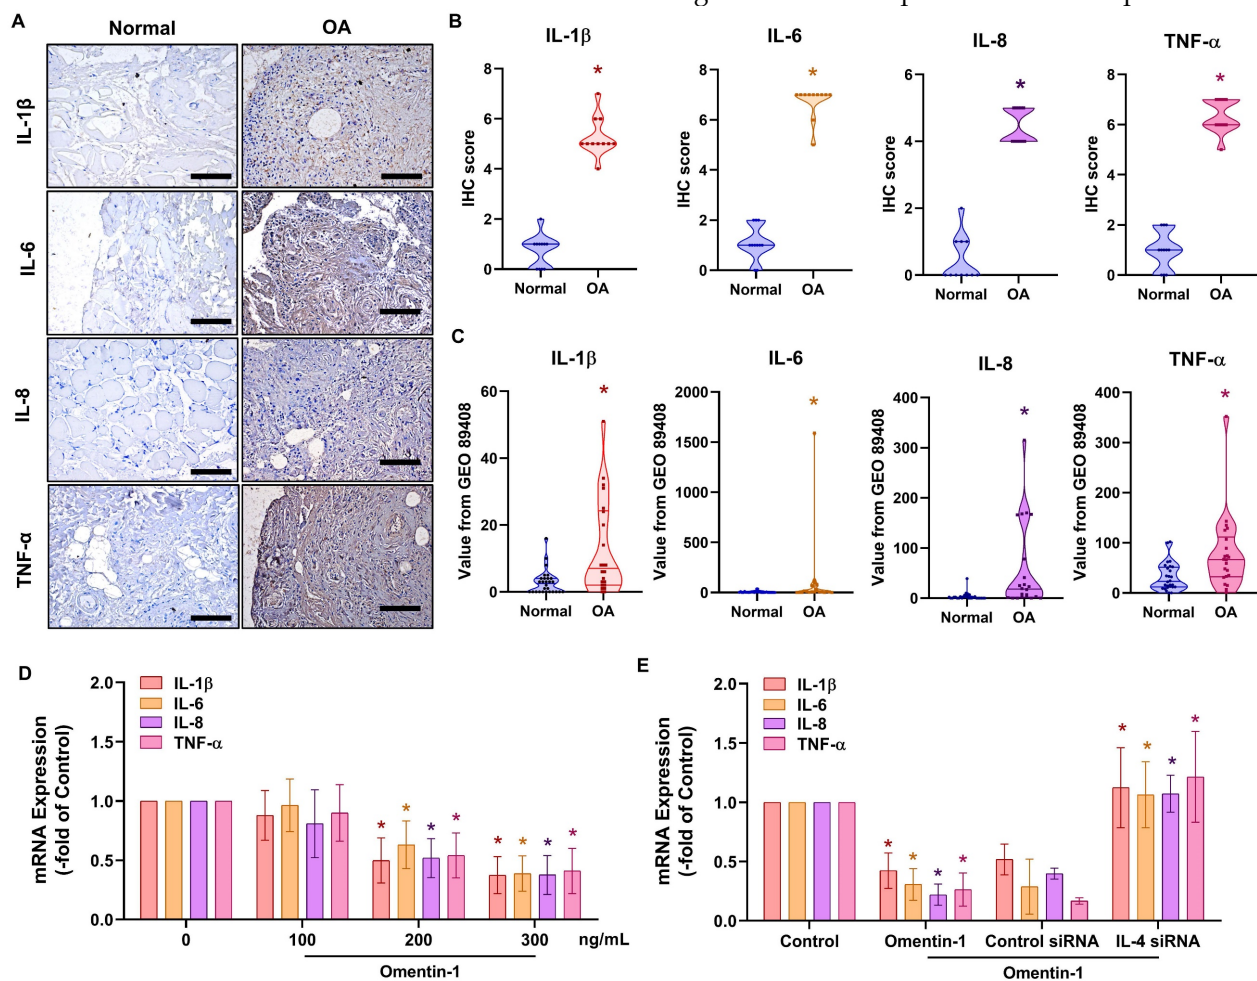 A
Normal
OA
IL-1β
IL-6
IL-8
TNF-α
B
IL-1β
IHC score
8
6
4
2
0
*
Normal
OA
IL-6
IHC score
8
6
4
2
0
*
Normal
OA
IL-8
IHC score
6
4
2
0
*
Normal
OA
TNF-α
IHC score
8
6
4
2
0
*
Normal
OA
C
IL-1β
Value from GEO 89408
60
40
20
0
*
Normal
OA
IL-6
Value from GEO 89408
2000
1500
1000
500
0
*
Normal
OA
IL-8
Value from GEO 89408
400
300
200
100
0
*
Normal
OA
TNF-α
Value from GEO 89408
400
300
200
100
0
*
Normal
OA
D
mRNA Expression
(-fold of Control)
2.0
1.5
1.0
0.5
0.0
IL-1β
IL-6
IL-8
TNF-α
* * * *
* * * *
0 100 200 300 ng/mL
Omentin-1
E
mRNA Expression
(-fold of Control)
2.0
1.5
1.0
0.5
0.0
IL-1β
IL-6
IL-8
TNF-α
* * * *
* * * *
Control Omentin-1 Control siRNA IL-4 siRNA
Omentin-1